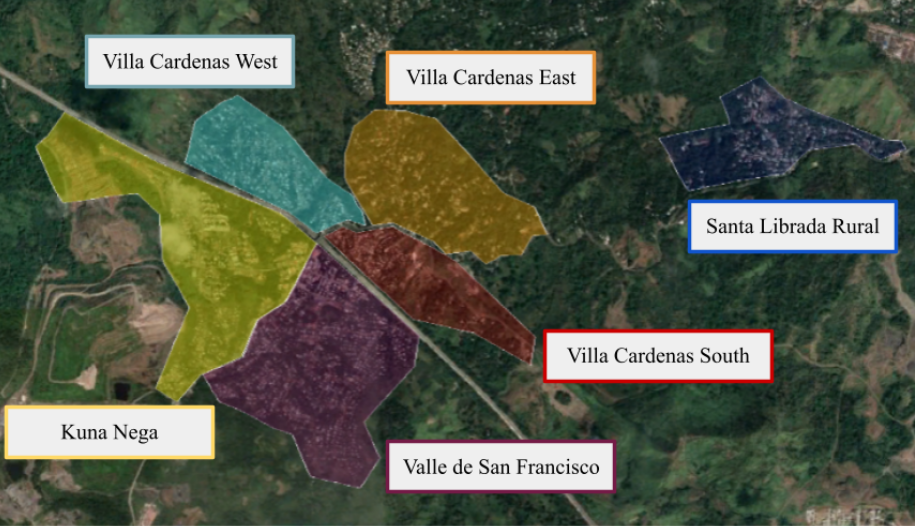 Villa Cardenas West
Villa Cardenas East
Santa Librada Rural
Villa Cardenas South
Kuna Nega
Valle de San Francisco